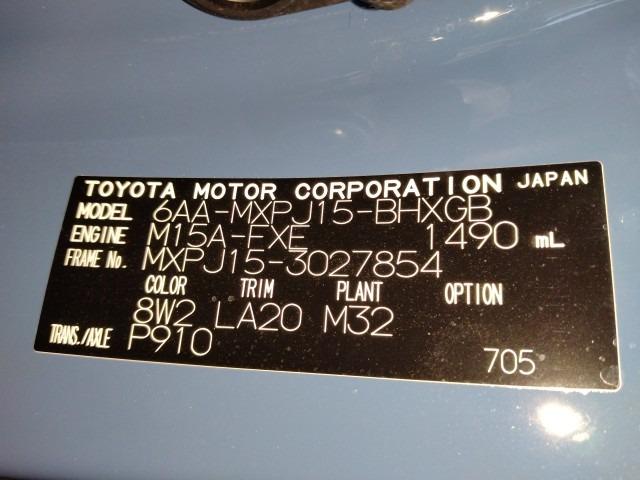 TOYOTA MOTOR CORPORATION JAPAN
MODEL 6AA-MXPJ15-BHXGB
ENGINE M15A-FXE 1490 mL
FRAME No. MXPJ15-3027854
COLOR TRIM PLANT OPTION
8W2 LA20 M32
TRANS./AXLE P910
705